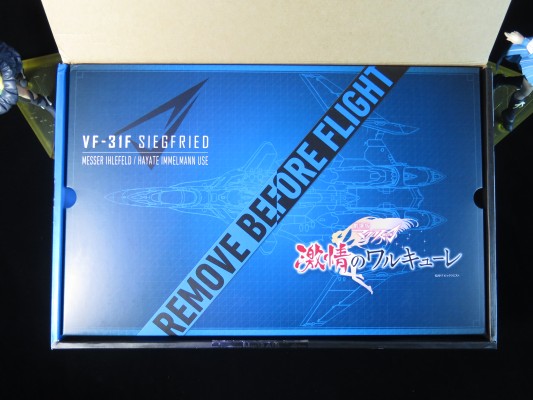 VF-31F SIEGFRIED
MESSER IHLEFELD / HAYATE IMMELMANN USE
REMOVE BEFORE FLIGHT
激情のワルキューレ